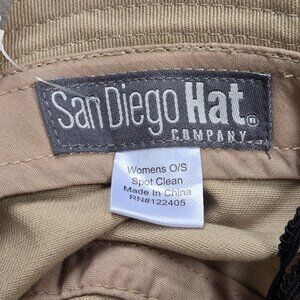 San Diego Hat®
COMPANY
Womens O/S
Spot Clean
Made In China
RN#122405